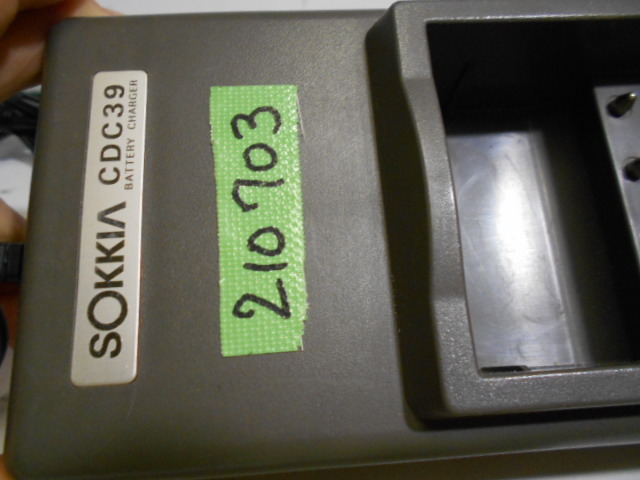 SOKKIA CDC39
BATTERY CHARGER
210703